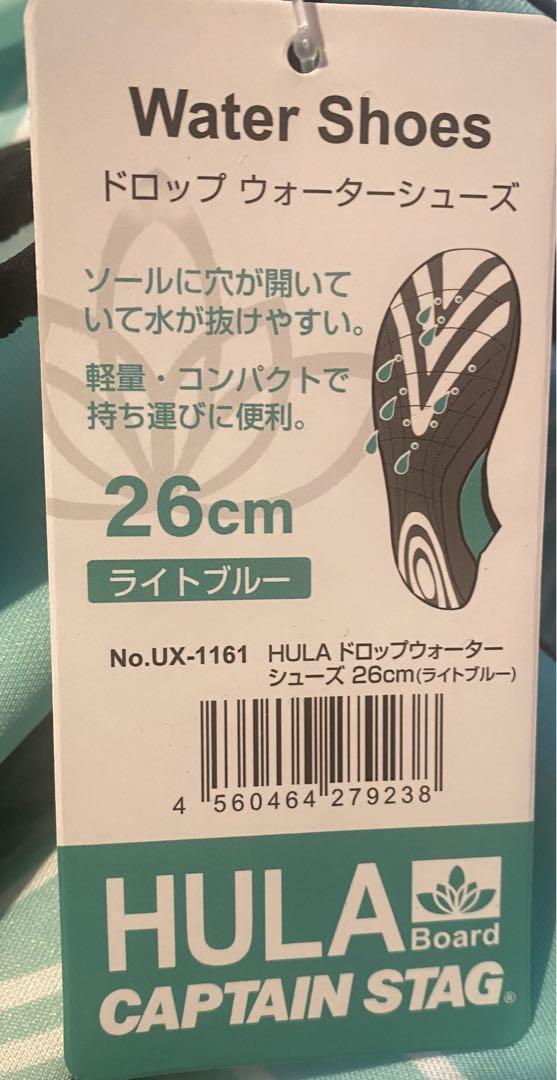 Water Shoes
ドロップ ウォーターシューズ
ソールに穴が開いて
いて水が抜けやすい。
軽量・コンパクトで
持ち運びに便利。
26cm
ライトブルー
No.UX-1161 HULA ドロップウォーター
シューズ 26cm(ライトブルー)
4 560464 279238
HULA
Board
CAPTAIN STAG®